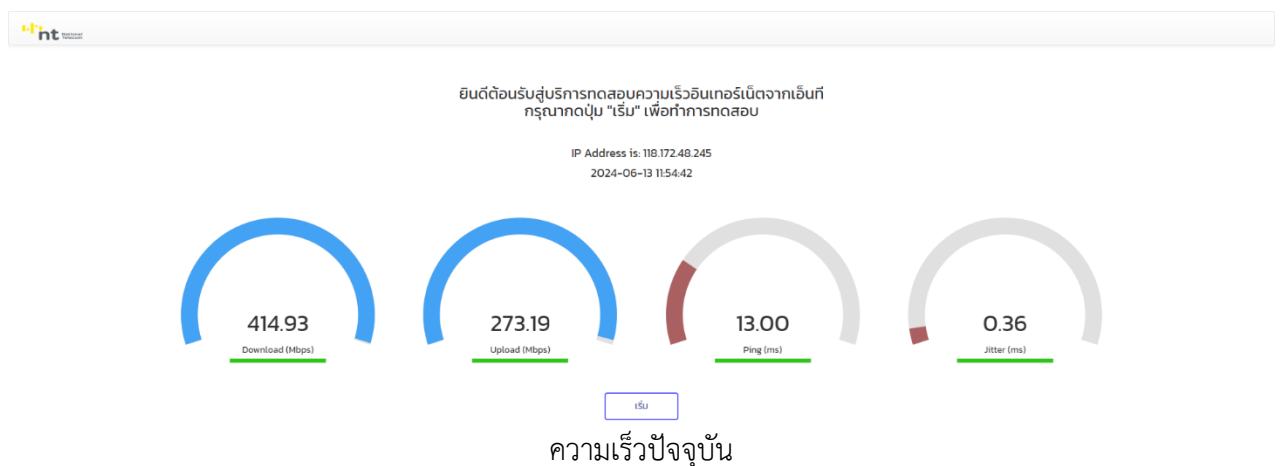 nt National Telecom
ยินดีต้อนรับสู่บริการทดสอบความเร็วอินเทอร์เน็ตจากเอ็นที
กรุณากดปุ่ม "เริ่ม" เพื่อทำการทดสอบ
IP Address is: 118.172.48.245
2024-06-13 11:54:42
414.93 273.19 13.00 0.36
Download (Mbps) Upload (Mbps) Ping (ms) Jitter (ms)
เริ่ม
ความเร็วปัจจุบัน